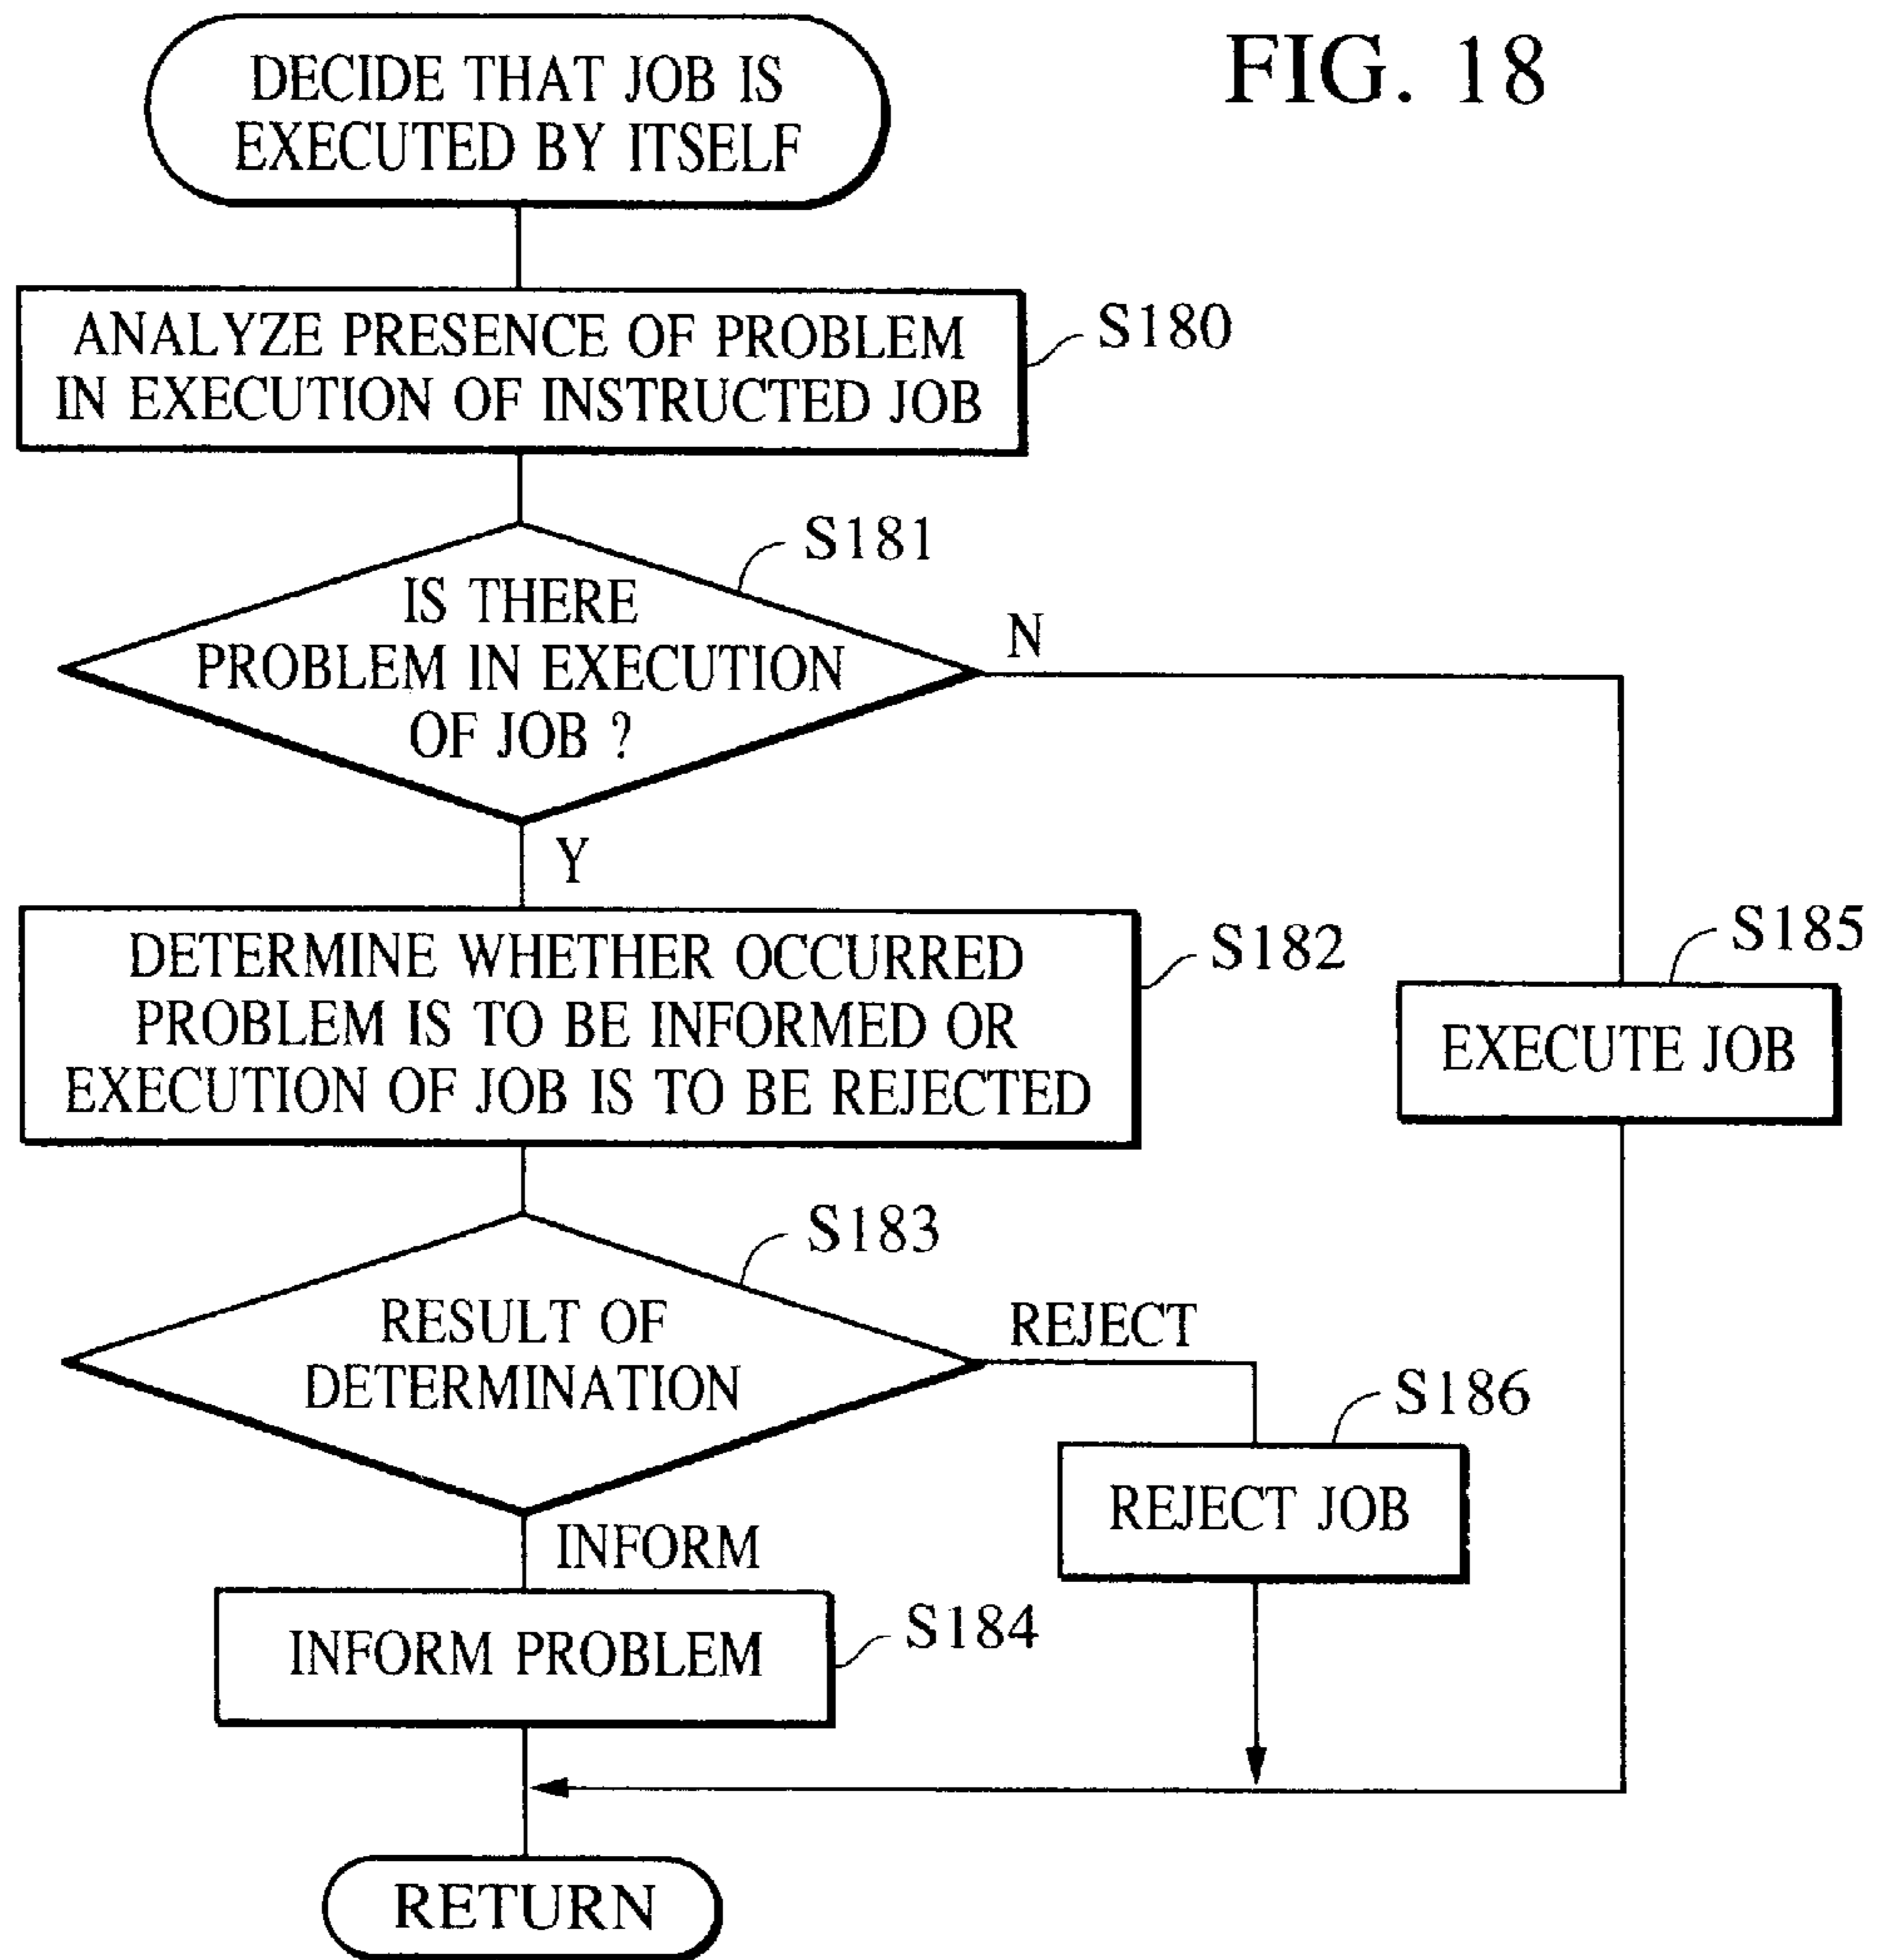 FIG. 18
DECIDE THAT JOB IS
EXECUTED BY ITSELF
ANALYZE PRESENCE OF PROBLEM
IN EXECUTION OF INSTRUCTED JOB
S180
S181
IS THERE
PROBLEM IN EXECUTION
OF JOB ?
N
Y
DETERMINE WHETHER OCCURRED
PROBLEM IS TO BE INFORMED OR
EXECUTION OF JOB IS TO BE REJECTED
S182
S185
EXECUTE JOB
S183
RESULT OF
DETERMINATION
REJECT
S186
REJECT JOB
INFORM
INFORM PROBLEM
S184
RETURN